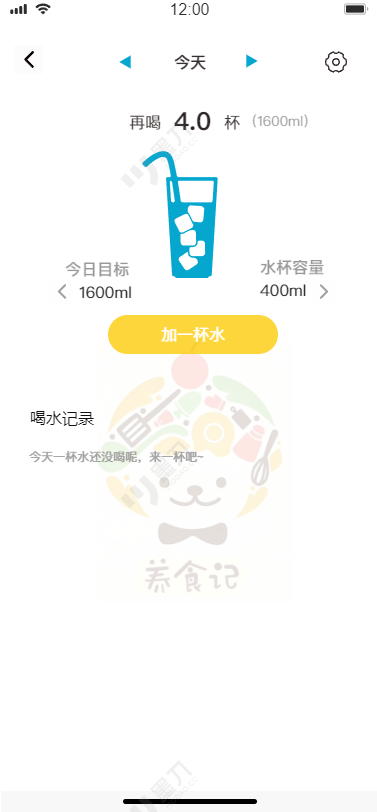 12:00
今天
再喝 4.0 杯 (1600ml)
今日目标
水杯容量
1600ml
400ml
加一杯水
喝水记录
今天一杯水还没喝呢，来一杯吧~
养食记
墨刀